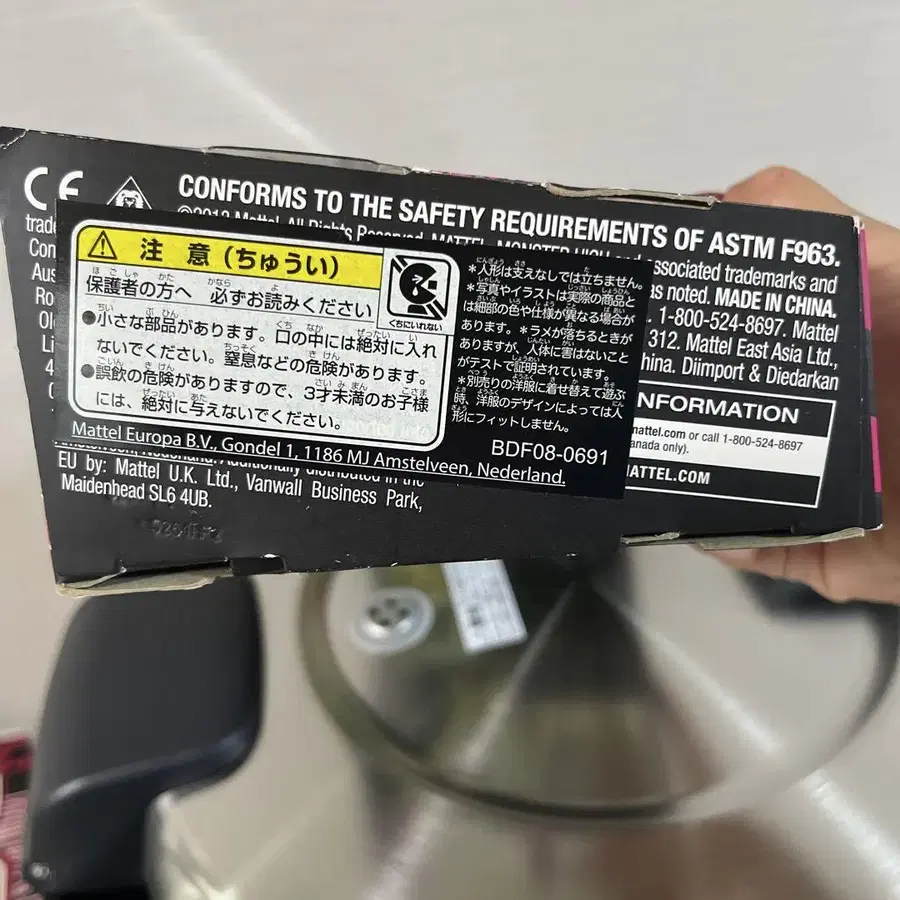 CE
CONFORMS TO THE SAFETY REQUIREMENTS OF ASTM F963.
©2013 Mattel. All Rights Reserved. MATTEL, MONSTER HIGH
trade
associated trademarks and
Con
as noted. MADE IN CHINA.
Aus
1-800-524-8697. Mattel
Ro
312. Mattel East Asia Ltd.,
China. Diimport & Diedarkan
注 意 (ちゅうい)
保護者の方へ 必ずお読みください
くちにいれない
●小さな部品があります。口の中には絶対に入れ
ないでください。窒息などの危険があります。
●誤飲の危険がありますので、3才未満のお子様
には、絶対に与えないでください。
*人形は支えなしでは立ちません。
*写真やイラストは実際の商品と
は細部の色や仕様が異なる場合が
あります。*ラメが落ちるときが
ありますが、人体に害はないこと
がテストで証明されています。
*別売りの洋服に着せ替えて遊ぶ
時、洋服のデザインによっては人
形にフィットしません。
BDF08-0691
Mattel Europa B.V., Gondel 1, 1186 MJ Amstelveen, Nederland.
EU by: Mattel U.K. Ltd., Vanwall Business Park,
Maidenhead SL6 4UB.
INFORMATION
mattel.com or call 1-800-524-8697
anada only).
MATTEL.COM